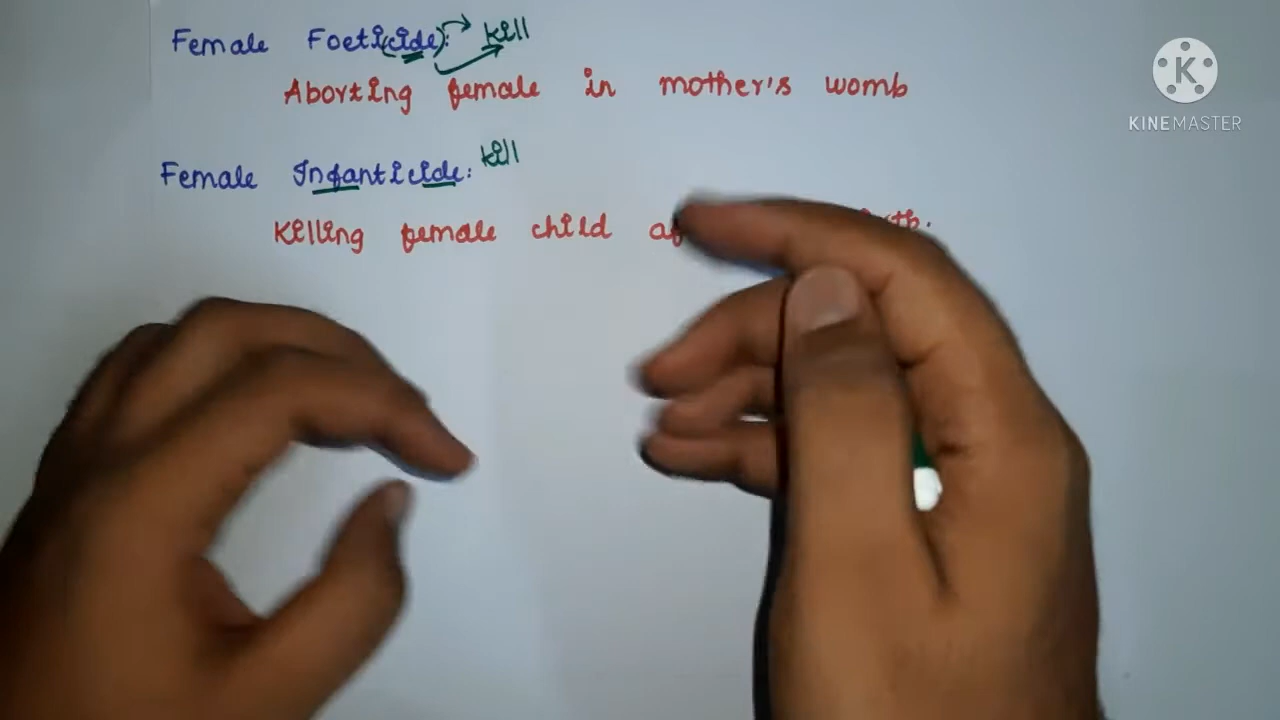 Female Foeticide): kill
Aborting female in mother's womb
Female Infanticide: kill
Killing female child
K
KINEMASTER